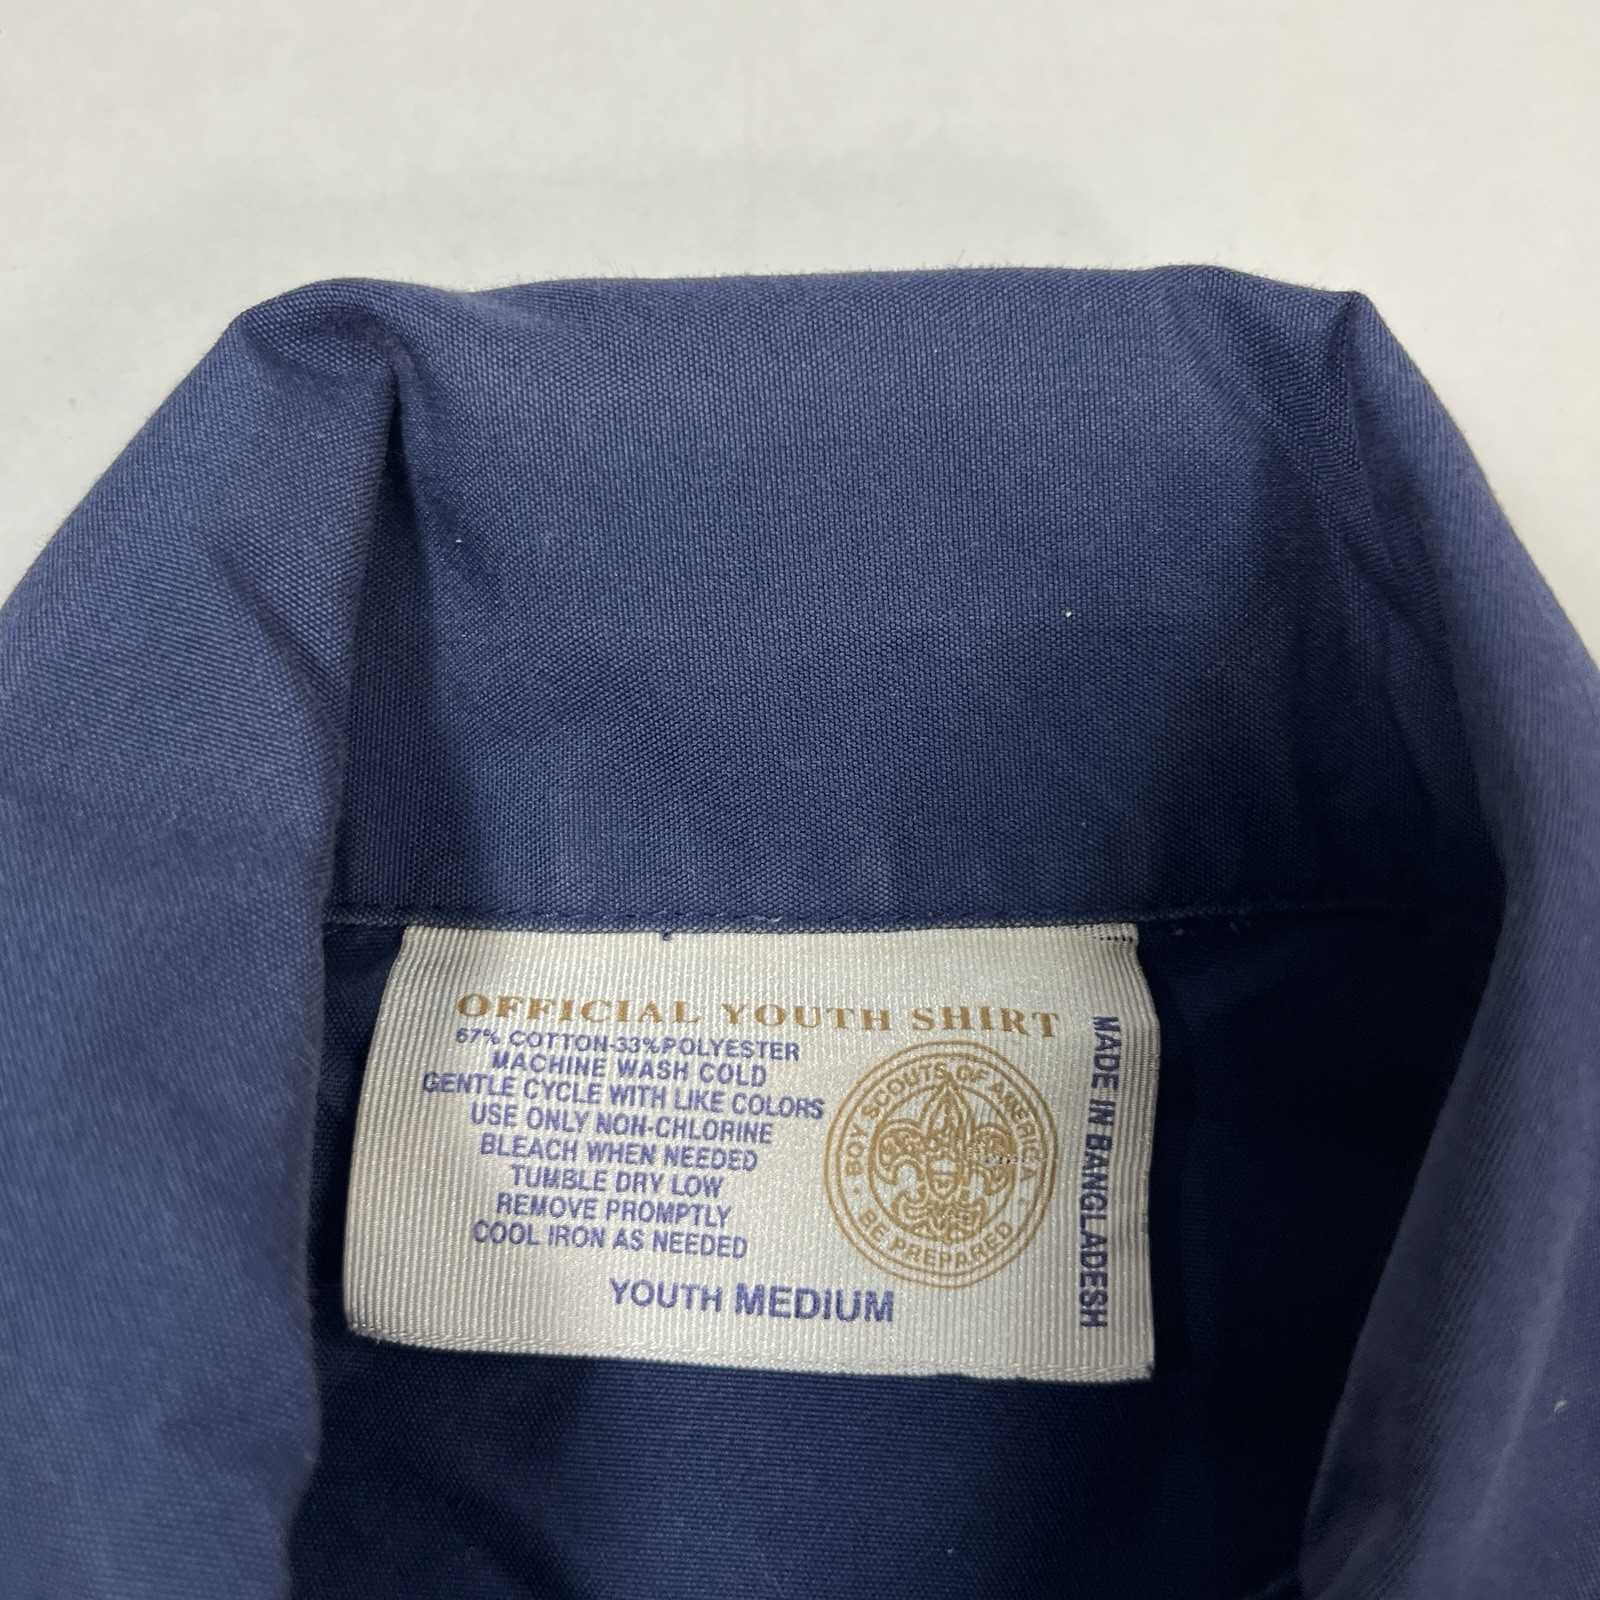 OFFICIAL YOUTH SHIRT
67% COTTON-33%POLYESTER
MACHINE WASH COLD
GENTLE CYCLE WITH LIKE COLORS
USE ONLY NON-CHLORINE
BLEACH WHEN NEEDED
TUMBLE DRY LOW
REMOVE PROMPTLY
COOL IRON AS NEEDED
YOUTH MEDIUM
BOY SCOUTS OF AMERICA
BE PREPARED
MADE IN BANGLADESH